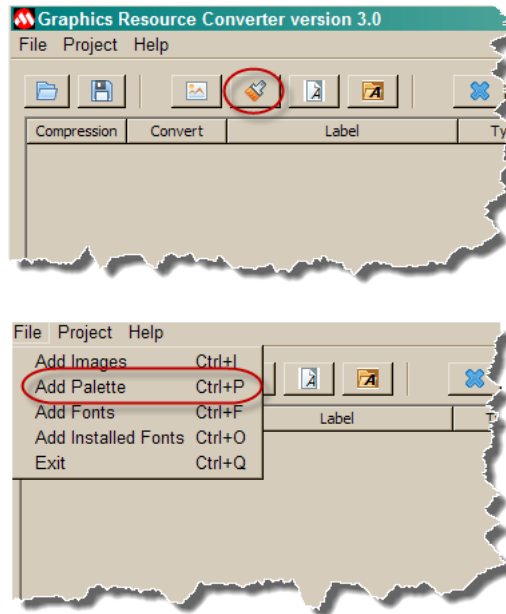 Graphics Resource Converter version 3.0
File Project Help
Compression Convert Label
File Project Help
Add Images Ctrl+I
Add Palette Ctrl+P
Add Fonts Ctrl+F
Add Installed Fonts Ctrl+O
Exit Ctrl+Q
Label